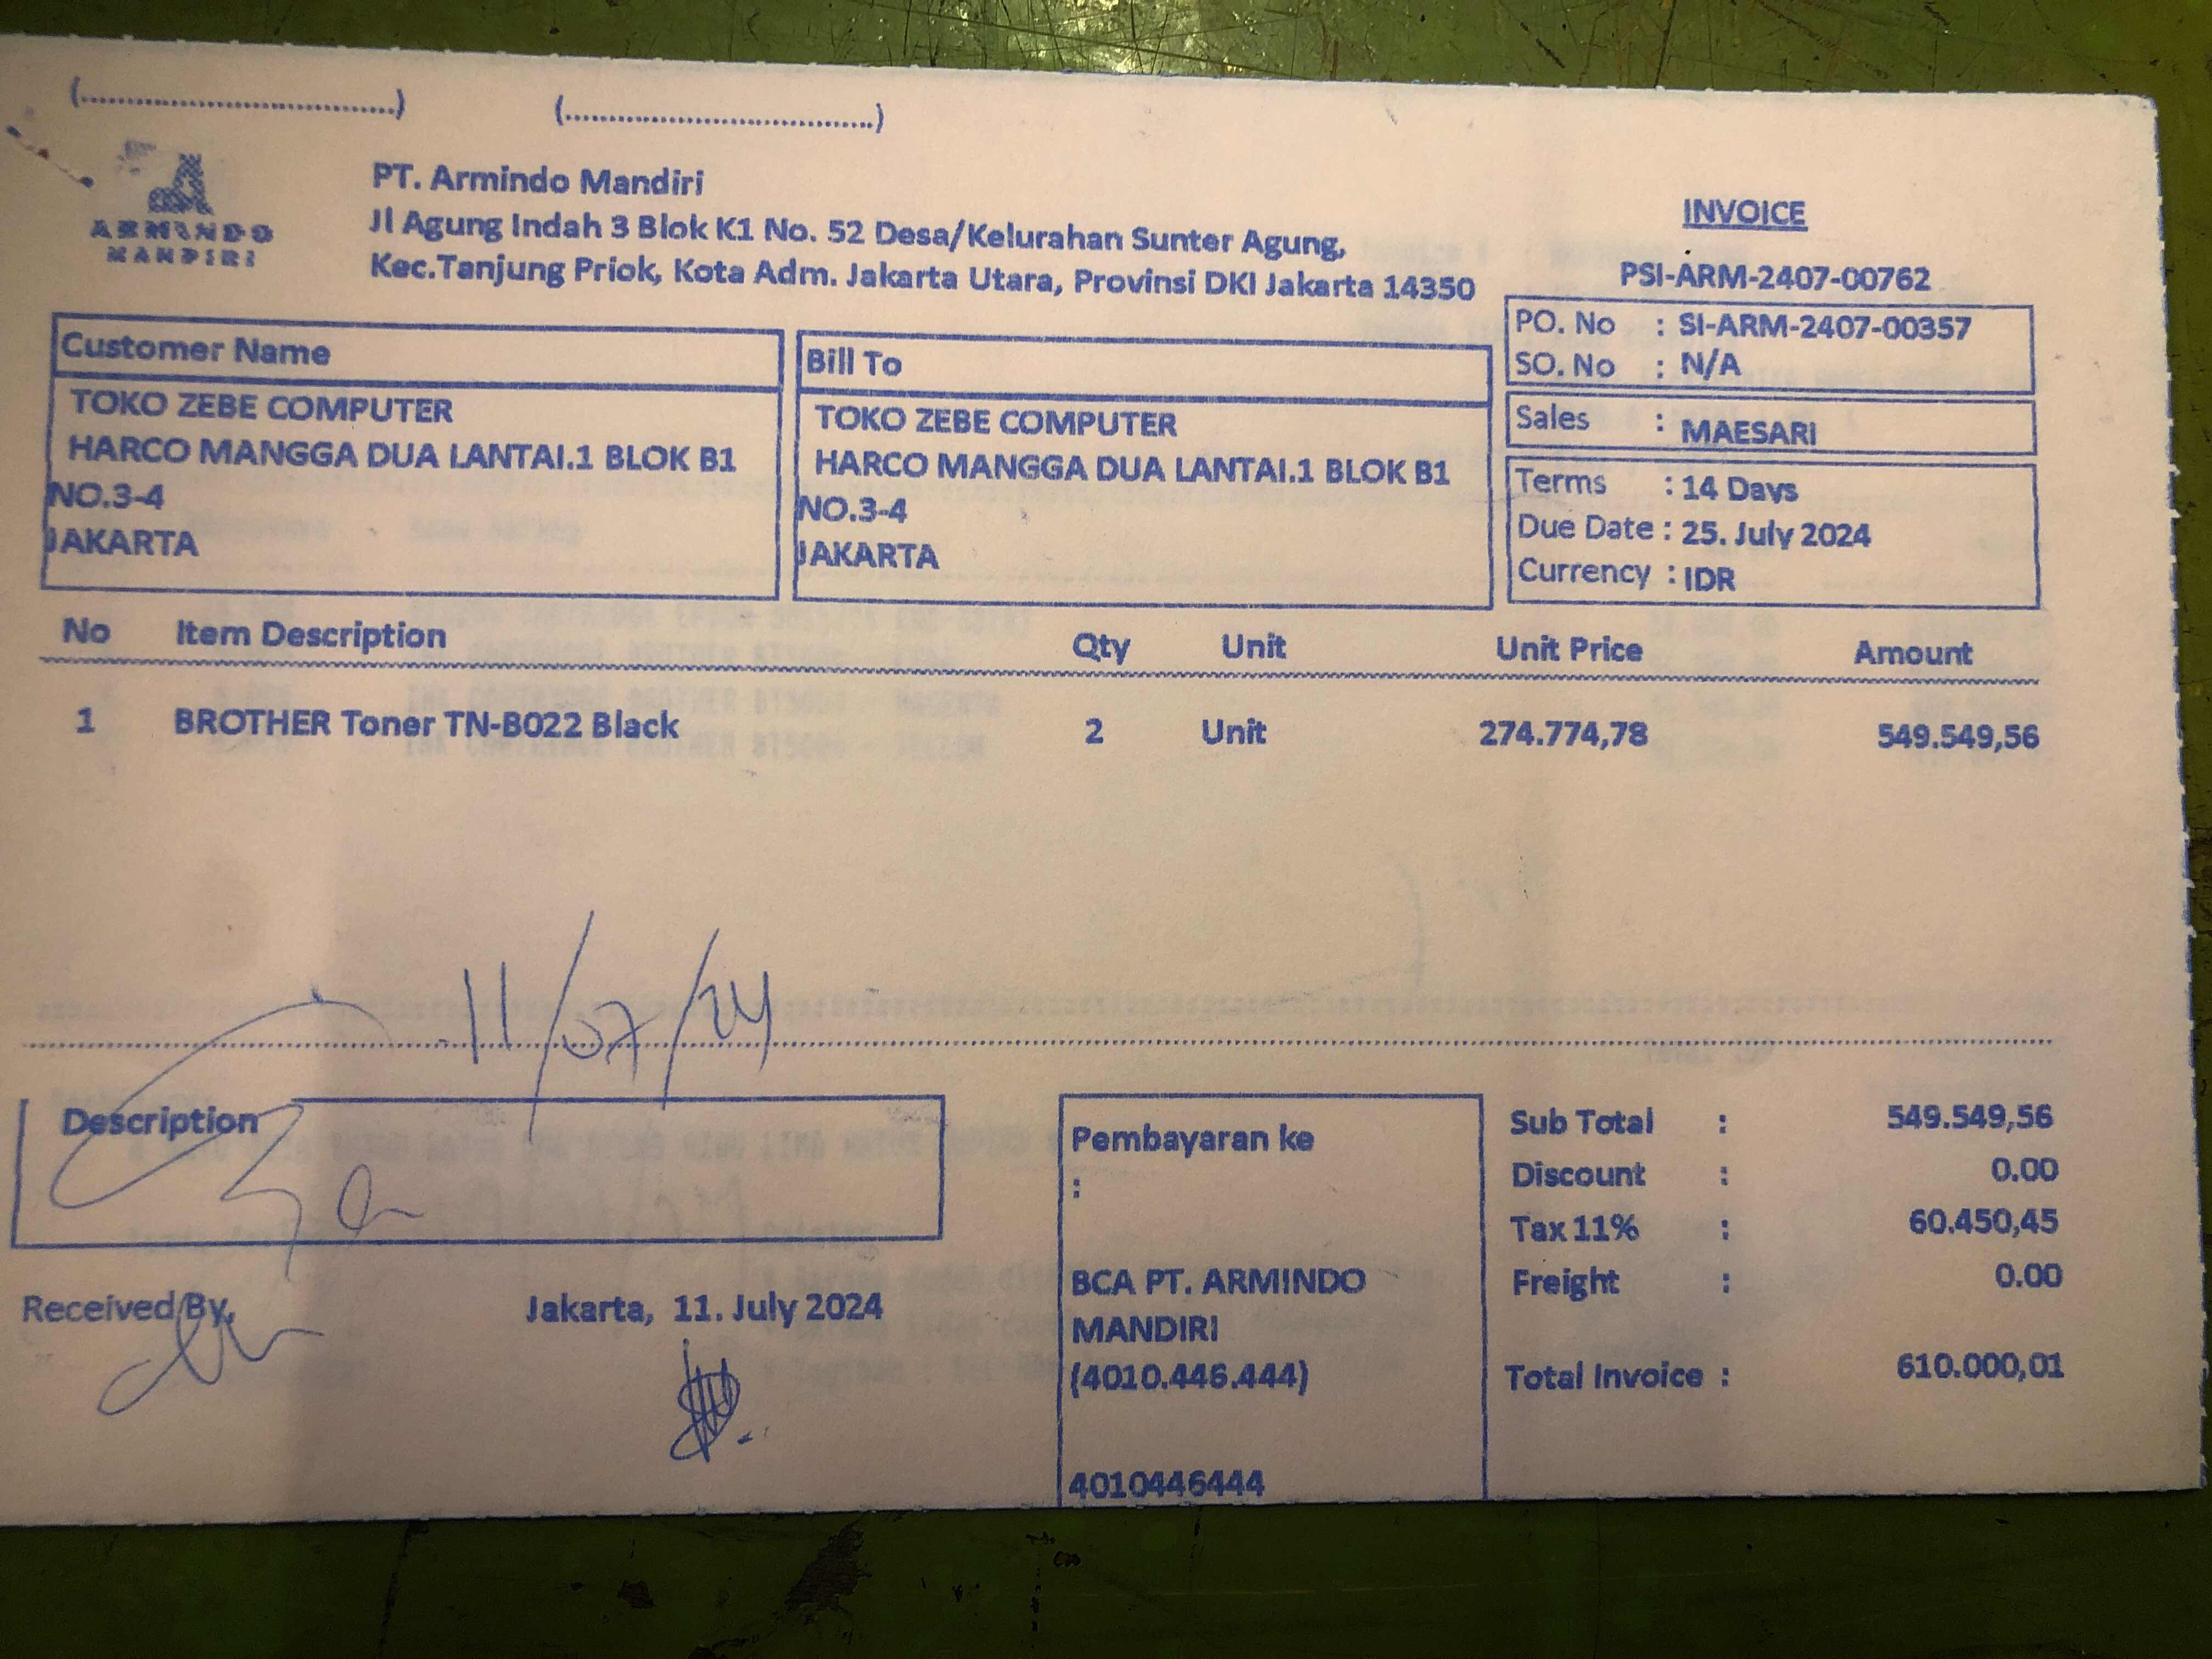 (....................................) (....................................)
ARMINDO
MANDIRI
PT. Armindo Mandiri
Jl Agung Indah 3 Blok K1 No. 52 Desa/Kelurahan Sunter Agung,
Kec.Tanjung Priok, Kota Adm. Jakarta Utara, Provinsi DKI Jakarta 14350
INVOICE
PSI-ARM-2407-00762
PO. No : SI-ARM-2407-00357
SO. No : N/A
Sales : MAESARI
Terms : 14 Days
Due Date : 25. July 2024
Currency : IDR
Customer Name
TOKO ZEBE COMPUTER
HARCO MANGGA DUA LANTAI.1 BLOK B1
NO.3-4
JAKARTA
Bill To
TOKO ZEBE COMPUTER
HARCO MANGGA DUA LANTAI.1 BLOK B1
NO.3-4
JAKARTA
No Item Description Qty Unit Unit Price Amount
1 BROTHER Toner TN-B022 Black 2 Unit 274.774,78 549.549,56
11/07/24
Description
Received By,
Jakarta, 11. July 2024
Pembayaran ke
:
BCA PT. ARMINDO
MANDIRI
(4010.446.444)
4010446444
Sub Total : 549.549,56
Discount : 0.00
Tax 11% : 60.450,45
Freight : 0.00
Total Invoice : 610.000,01